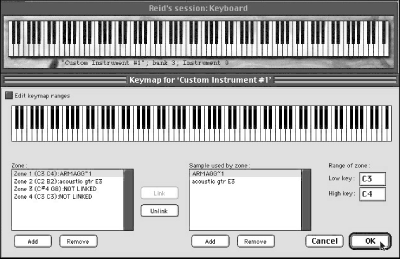 Reid's session: Keyboard
"Custom Instrument #1", bank 3, Instrument 0
Keymap for 'Custom Instrument #1'
Edit keymap ranges
Zone:
Zone 1 (C3 C4):ARMAGG~1
Zone 2 (C2 B2):acoustic gtr E3
Zone 3 (C#4 G8):NOT LINKED
Zone 4 (C3 C3):NOT LINKED
Add
Remove
Link
Unlink
Sample used by zone:
ARMAGG~1
acoustic gtr E3
Add
Remove
Range of zone:
Low key: C3
High key: C4
Cancel
OK